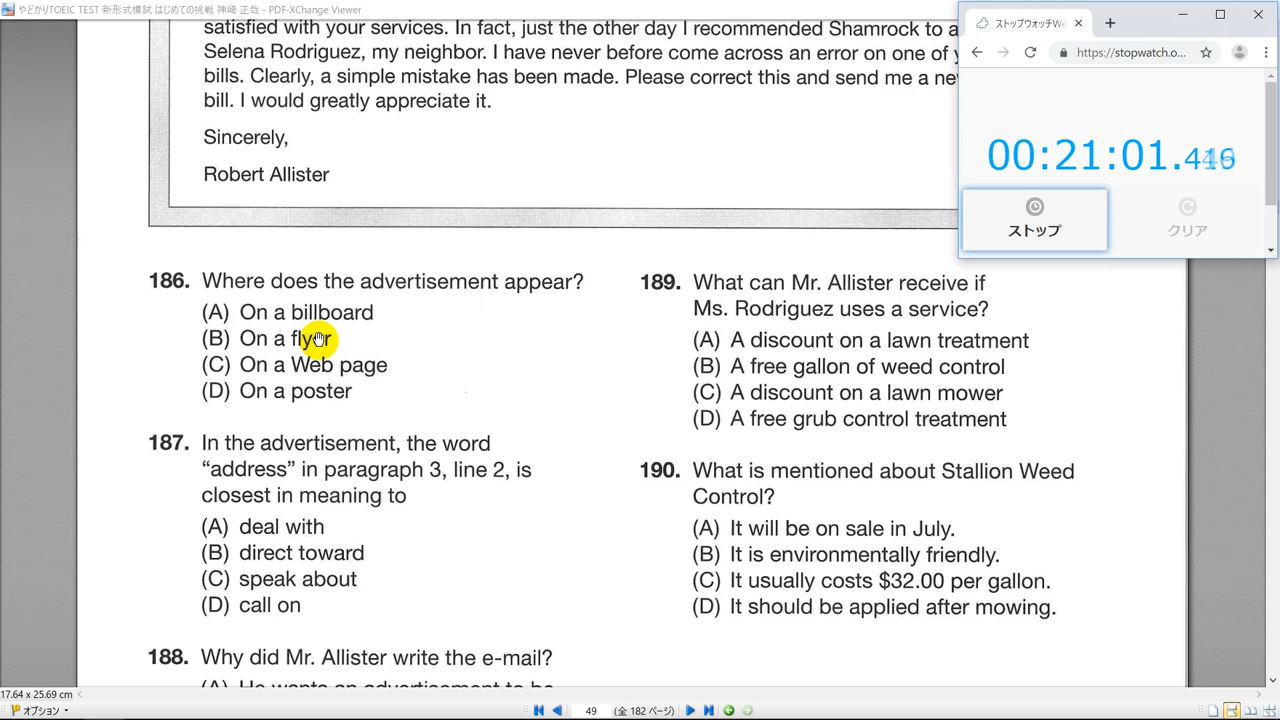 やどかりTOEIC TEST 新形式模試 はじめての挑戦 神崎 正哉 - PDF-XChange Viewer
satisfied with your services. In fact, just the other day I recommended Shamrock to a
Selena Rodriguez, my neighbor. I have never before come across an error on one of
bills. Clearly, a simple mistake has been made. Please correct this and send me a new
bill. I would greatly appreciate it.
Sincerely,
Robert Allister
ストップウォッチWe
https://stopwatch.o...
00:21:01.
ストップ
クリア
186. Where does the advertisement appear?
(A) On a billboard
(B) On a flyer
(C) On a Web page
(D) On a poster
187. In the advertisement, the word
“address” in paragraph 3, line 2, is
closest in meaning to
(A) deal with
(B) direct toward
(C) speak about
(D) call on
188. Why did Mr. Allister write the e-mail?
(A) He wants an advertisement to be
189. What can Mr. Allister receive if
Ms. Rodriguez uses a service?
(A) A discount on a lawn treatment
(B) A free gallon of weed control
(C) A discount on a lawn mower
(D) A free grub control treatment
190. What is mentioned about Stallion Weed
Control?
(A) It will be on sale in July.
(B) It is environmentally friendly.
(C) It usually costs $32.00 per gallon.
(D) It should be applied after mowing.
17.64 x 25.69 cm
オプション
49 (全 182 ページ)